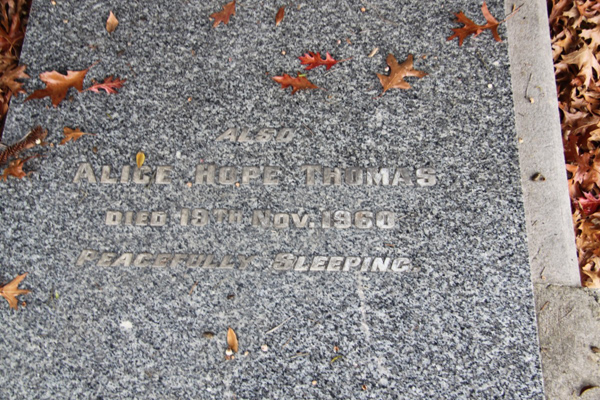 ALSO
ALICE HOPE THOMAS
DIED 19TH NOV. 1960
PEACEFULLY SLEEPING